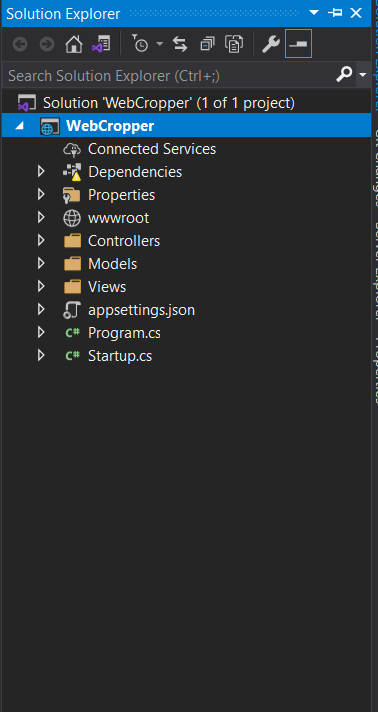 Solution Explorer
Search Solution Explorer (Ctrl+;)
Solution 'WebCropper' (1 of 1 project)
WebCropper
Connected Services
Dependencies
Properties
wwwroot
Controllers
Models
Views
appsettings.json
C# Program.cs
C# Startup.cs